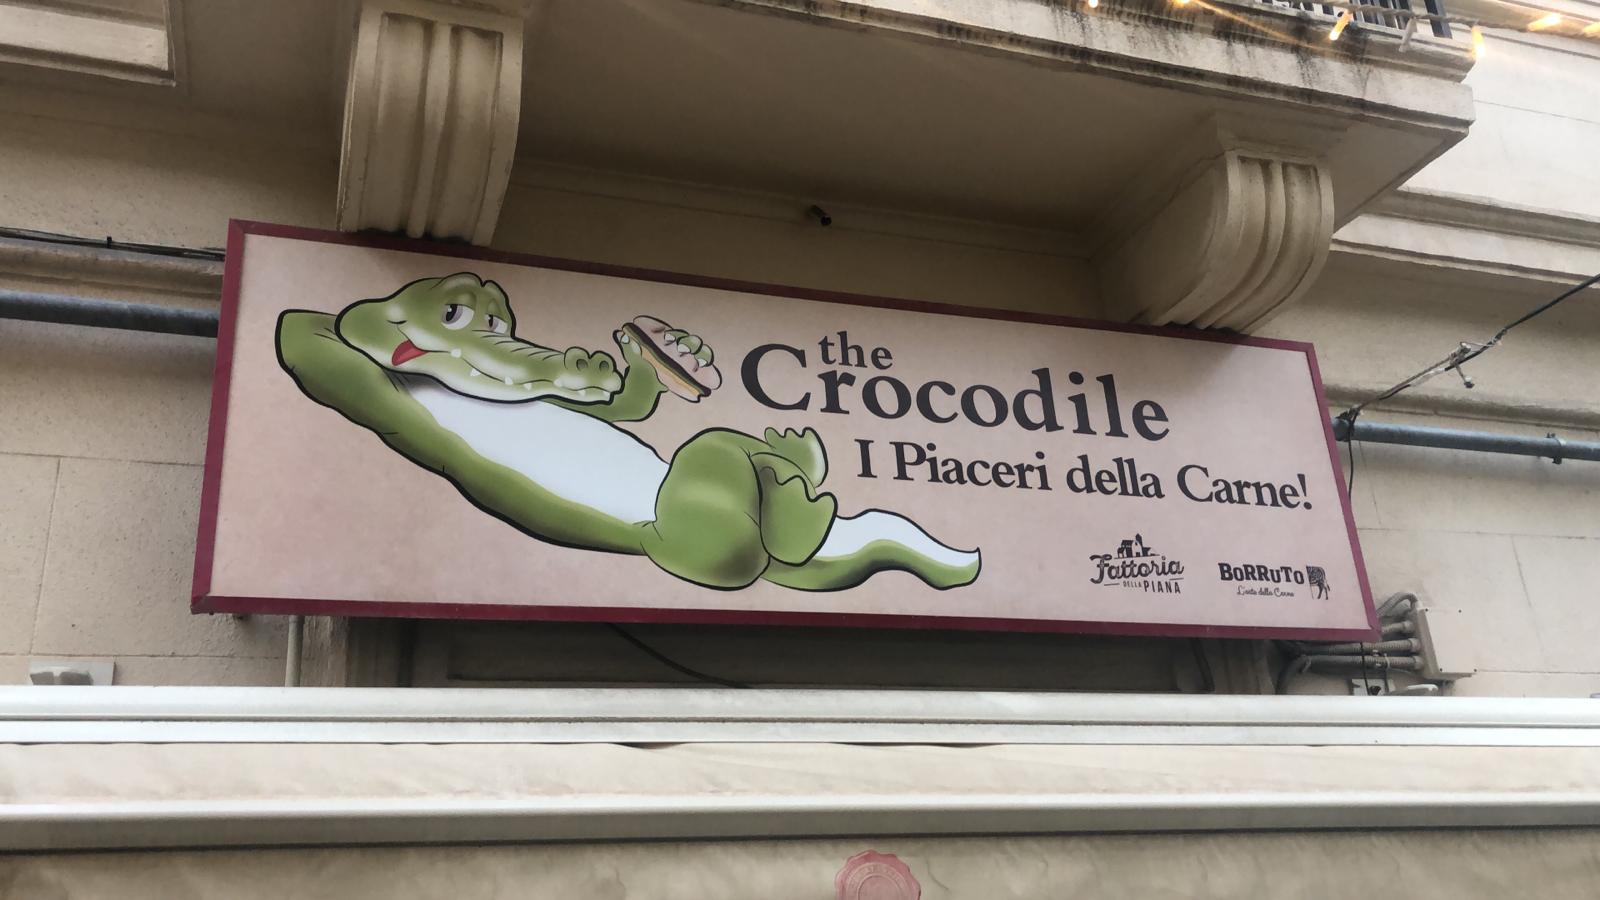 the
Crocodile
I Piaceri della Carne!
Fattoria
DELLA PIANA
BoRRuTo
L'arte della Carne